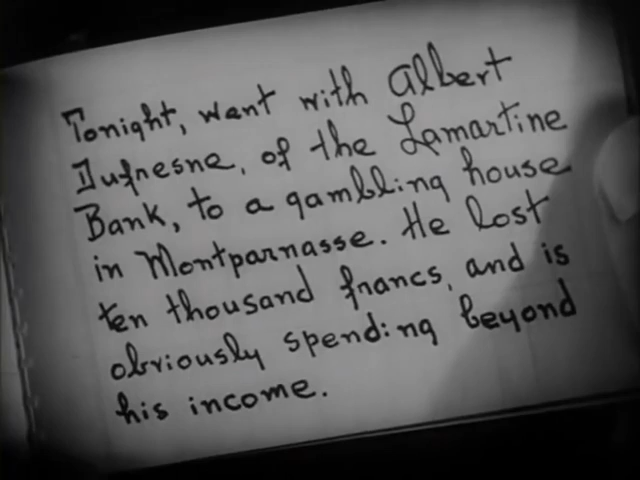 Tonight, went with Albert
Dufresne, of the Lamartine
Bank, to a gambling house
in Montparnasse. He lost
ten thousand francs, and is
obviously spending beyond
his income.